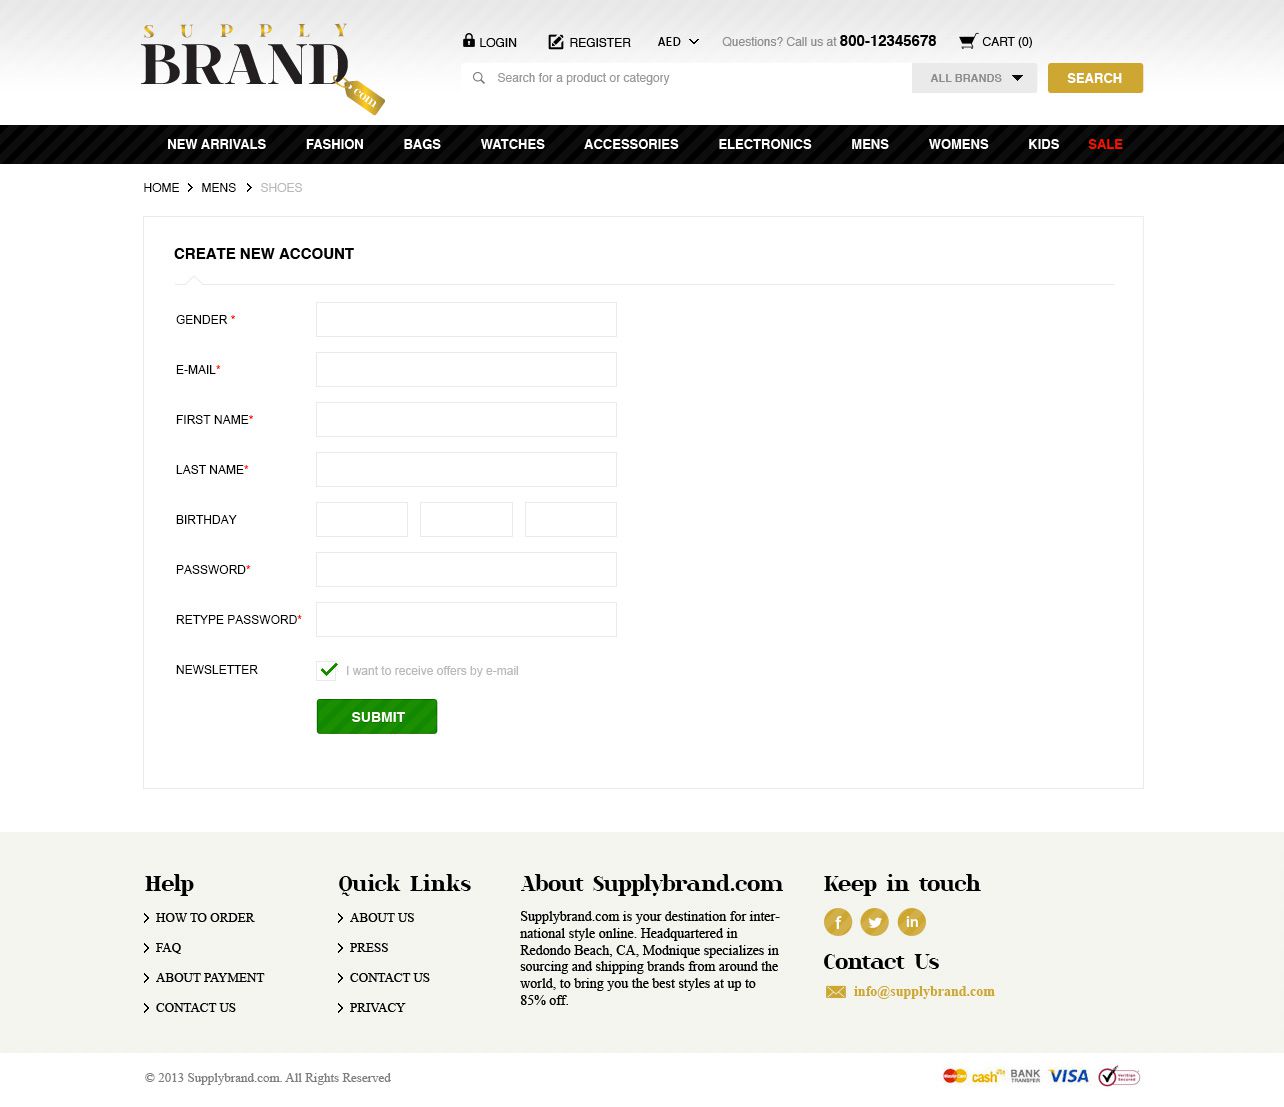 SUPPLY
BRAND
.com
LOGIN
REGISTER
AED
Questions? Call us at 800-12345678
CART (0)
Search for a product or category
ALL BRANDS
SEARCH
NEW ARRIVALS FASHION BAGS WATCHES ACCESSORIES ELECTRONICS MENS WOMENS KIDS SALE
HOME MENS SHOES
CREATE NEW ACCOUNT
GENDER *
E-MAIL*
FIRST NAME*
LAST NAME*
BIRTHDAY
PASSWORD*
RETYPE PASSWORD*
NEWSLETTER
I want to receive offers by e-mail
SUBMIT
Help
HOW TO ORDER
FAQ
ABOUT PAYMENT
CONTACT US
Quick Links
ABOUT US
PRESS
CONTACT US
PRIVACY
About Supplybrand.com
Supplybrand.com is your destination for inter-
national style online. Headquartered in
Redondo Beach, CA, Modnique specializes in
sourcing and shipping brands from around the
world, to bring you the best styles at up to
85% off.
Keep in touch
f
in
Contact Us
info@supplybrand.com
© 2013 Supplybrand.com. All Rights Reserved
MasterCard
cash
BANK
TRANSFER
VISA
VeriSign
Secured